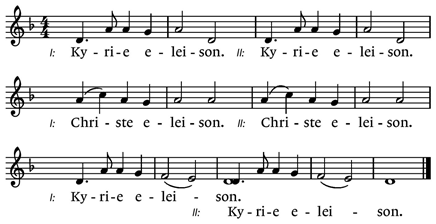 I: Ky - ri - e e - lei - son. II: Ky - ri - e e - lei - son.
I: Chri - ste e - lei - son. II: Chri - ste e - lei - son.
I: Ky - ri - e e - lei - son.
II: Ky - ri - e e - lei - son.